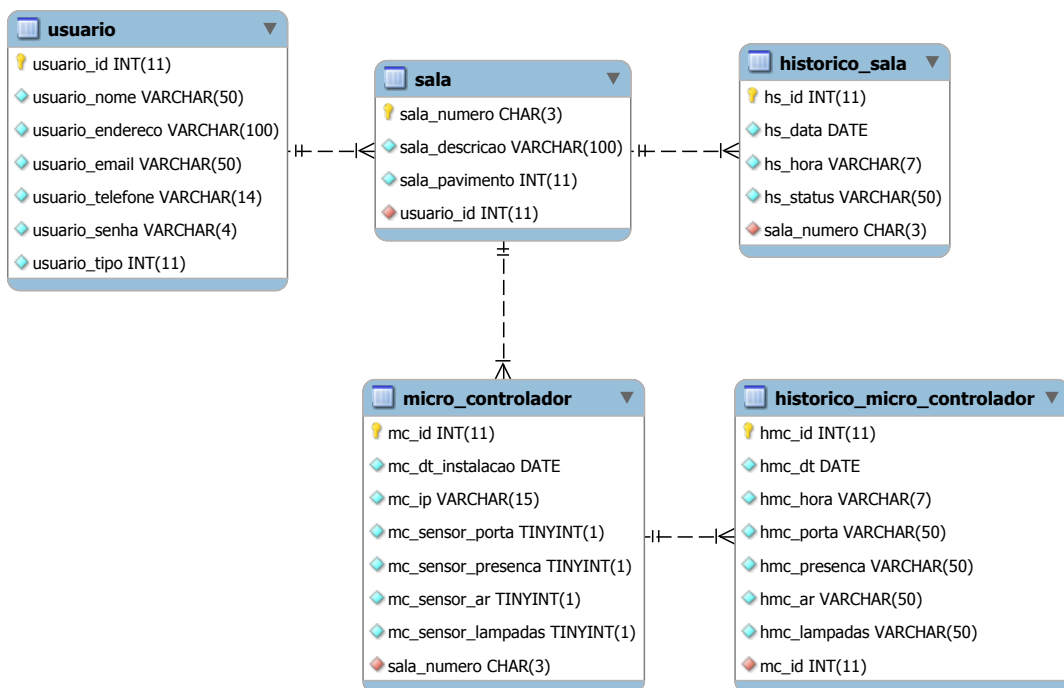 usuario
usuario_id INT(11)
usuario_nome VARCHAR(50)
usuario_endereco VARCHAR(100)
usuario_email VARCHAR(50)
usuario_telefone VARCHAR(14)
usuario_senha VARCHAR(4)
usuario_tipo INT(11)
sala
sala_numero CHAR(3)
sala_descricao VARCHAR(100)
sala_pavimento INT(11)
usuario_id INT(11)
historico_sala
hs_id INT(11)
hs_data DATE
hs_hora VARCHAR(7)
hs_status VARCHAR(50)
sala_numero CHAR(3)
micro_controlador
mc_id INT(11)
mc_dt_instalacao DATE
mc_ip VARCHAR(15)
mc_sensor_porta TINYINT(1)
mc_sensor_presenca TINYINT(1)
mc_sensor_ar TINYINT(1)
mc_sensor_lampadas TINYINT(1)
sala_numero CHAR(3)
historico_micro_controlador
hmc_id INT(11)
hmc_dt DATE
hmc_hora VARCHAR(7)
hmc_porta VARCHAR(50)
hmc_presenca VARCHAR(50)
hmc_ar VARCHAR(50)
hmc_lampadas VARCHAR(50)
mc_id INT(11)